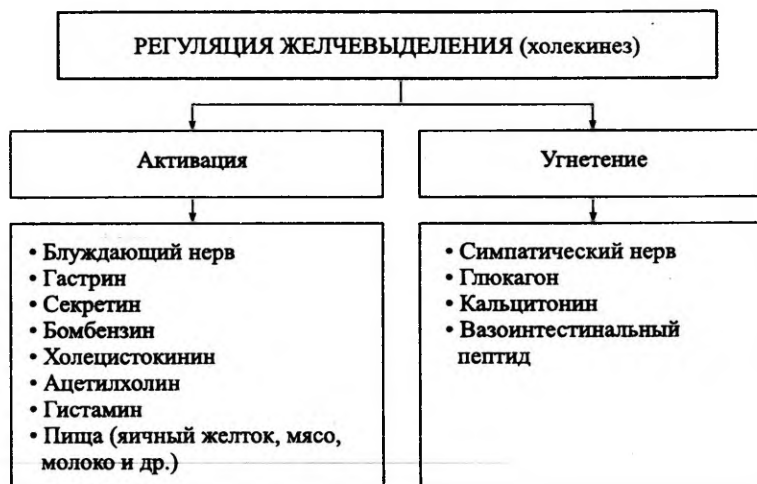 РЕГУЛЯЦИЯ ЖЕЛЧЕВЫДЕЛЕНИЯ (холекинез)
Активация
Угнетение
• Блуждающий нерв
• Гастрин
• Секретин
• Бомбензин
• Холецистокинин
• Ацетилхолин
• Гистамин
• Пища (яичный желток, мясо,
молоко и др.)
• Симпатический нерв
• Глюкагон
• Кальцитонин
• Вазоинтестинальный
пептид